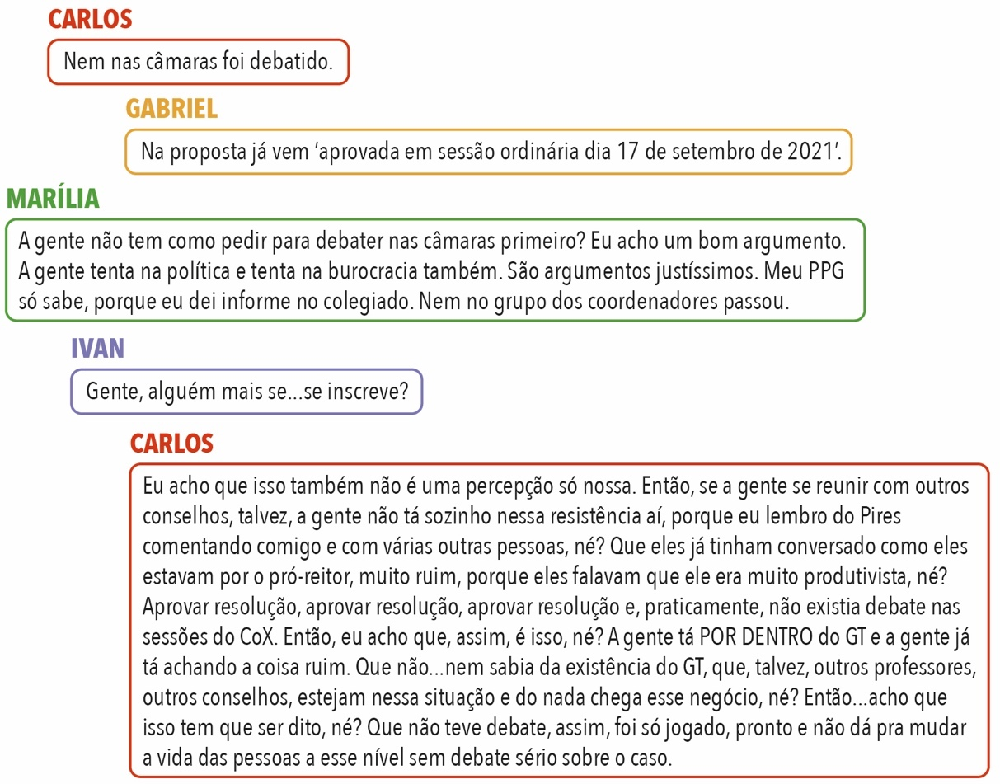 CARLOS
Nem nas câmaras foi debatido.
GABRIEL
Na proposta já vem ‘aprovada em sessão ordinária dia 17 de setembro de 2021’.
MARÍLIA
A gente não tem como pedir para debater nas câmaras primeiro? Eu acho um bom argumento.
A gente tenta na política e tenta na burocracia também. São argumentos justíssimos. Meu PPG
só sabe, porque eu dei informe no colegiado. Nem no grupo dos coordenadores passou.
IVAN
Gente, alguém mais se...se inscreve?
CARLOS
Eu acho que isso também não é uma percepção só nossa. Então, se a gente se reunir com outros
conselhos, talvez, a gente não tá sozinho nessa resistência aí, porque eu lembro do Pires
comentando comigo e com várias outras pessoas, né? Que eles já tinham conversado como eles
estavam por o pró-reitor, muito ruim, porque eles falavam que ele era muito produtivista, né?
Aprovar resolução, aprovar resolução, aprovar resolução e, praticamente, não existia debate nas
sessões do CoX. Então, eu acho que, assim, é isso, né? A gente tá POR DENTRO do GT e a gente já
tá achando a coisa ruim. Que não...nem sabia da existência do GT, que, talvez, outros professores,
outros conselhos, estejam nessa situação e do nada chega esse negócio, né? Então...acho que
isso tem que ser dito, né? Que não teve debate, assim, foi só jogado, pronto e não dá pra mudar
a vida das pessoas a esse nível sem debate sério sobre o caso.